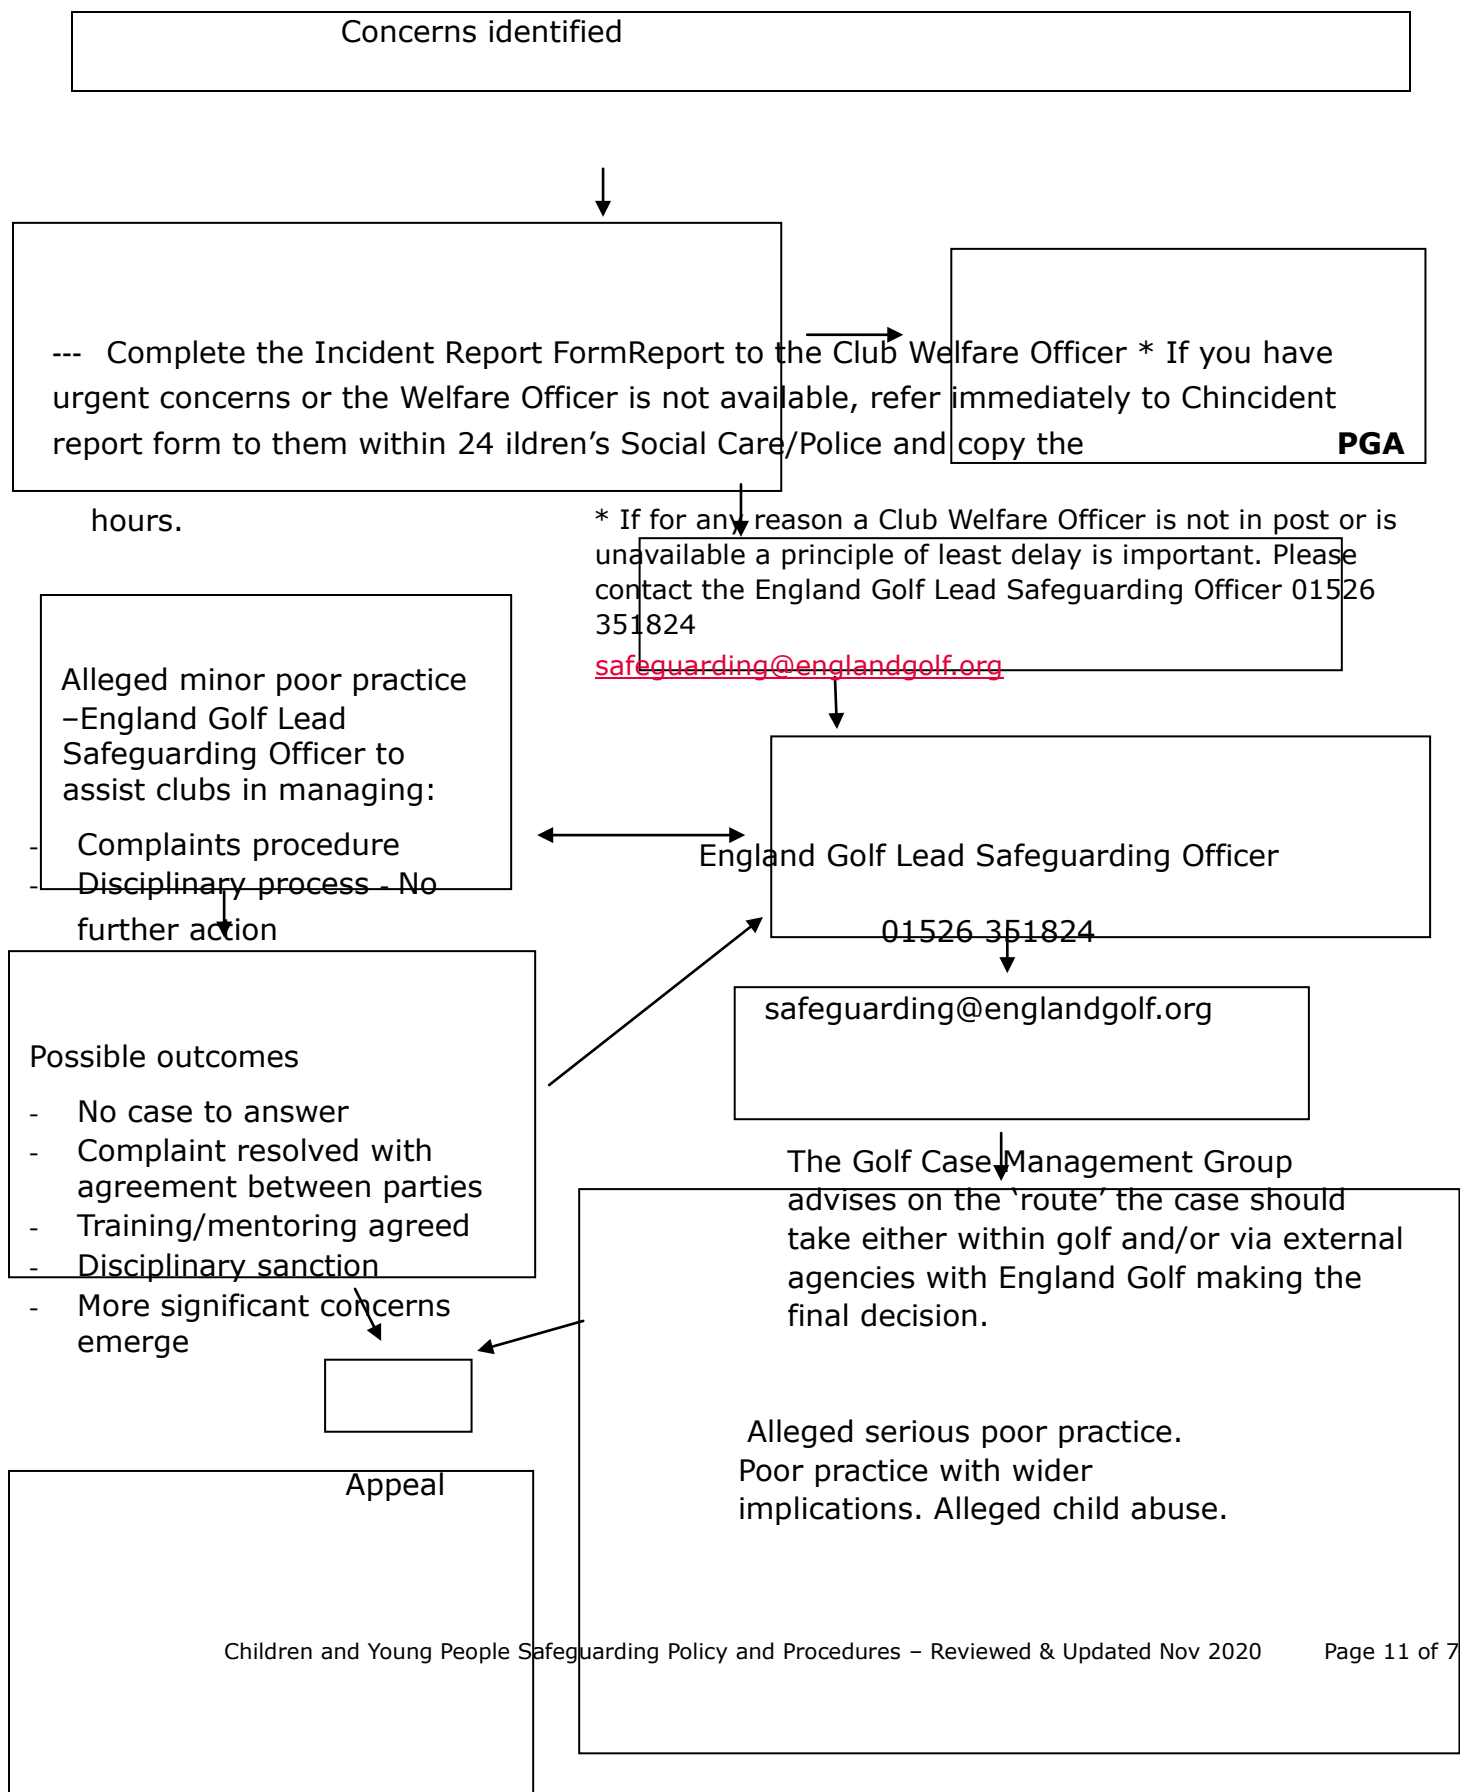 Concerns identified
--- Complete the Incident Report FormReport to the Club Welfare Officer * If you have
urgent concerns or the Welfare Officer is not available, refer immediately to Chincident
report form to them within 24 ildren’s Social Care/Police and copy the PGA
hours.
* If for any reason a Club Welfare Officer is not in post or is
unavailable a principle of least delay is important. Please
contact the England Golf Lead Safeguarding Officer 01526
351824
safeguarding@englandgolf.org
Alleged minor poor practice
–England Golf Lead
Safeguarding Officer to
assist clubs in managing:
- Complaints procedure
- Disciplinary process - No
further action
England Golf Lead Safeguarding Officer
01526 351824
safeguarding@englandgolf.org
Possible outcomes
- No case to answer
- Complaint resolved with
agreement between parties
- Training/mentoring agreed
- Disciplinary sanction
- More significant concerns
emerge
The Golf Case Management Group
advises on the ‘route’ the case should
take either within golf and/or via external
agencies with England Golf making the
final decision.
Alleged serious poor practice.
Poor practice with wider
implications. Alleged child abuse.
Appeal
Children and Young People Safeguarding Policy and Procedures – Reviewed & Updated Nov 2020 Page 11 of 7